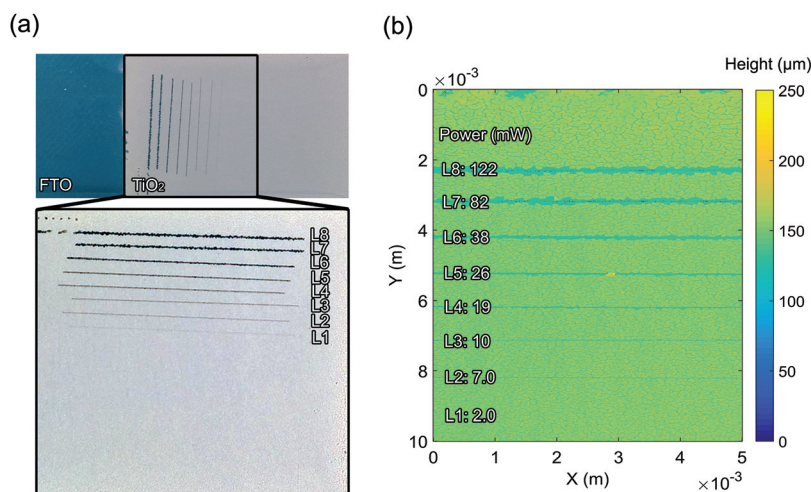 (a)
FTO
TiO₂
L8
L7
L6
L5
L4
L3
L2
L1
(b)
×10⁻³
Height (µm)
0
2
4
6
8
10
Y (m)
Power (mW)
L8: 122
L7: 82
L6: 38
L5: 26
L4: 19
L3: 10
L2: 7.0
L1: 2.0
0
1
2
3
4
5
X (m)
×10⁻³
250
200
150
100
50
0